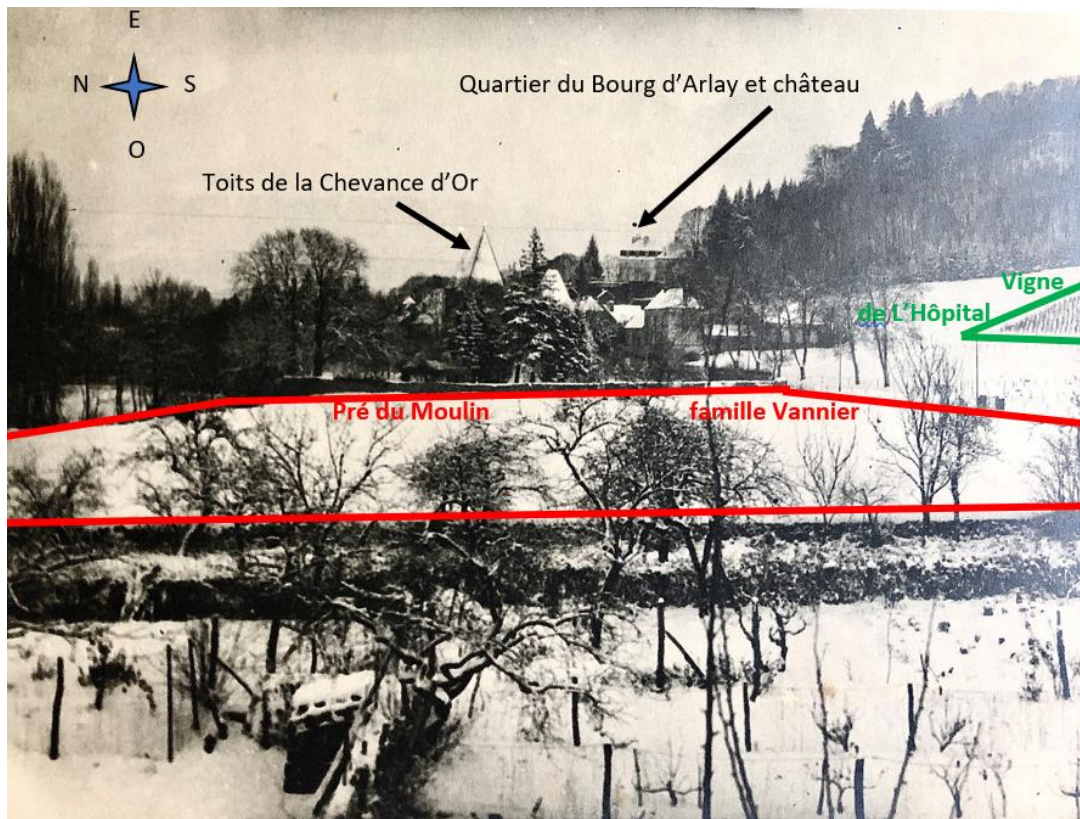 E
N S
O
Quartier du Bourg d’Arlay et château
Toits de la Chevance d’Or
Vigne
de L’Hôpital
Pré du Moulin famille Vannier